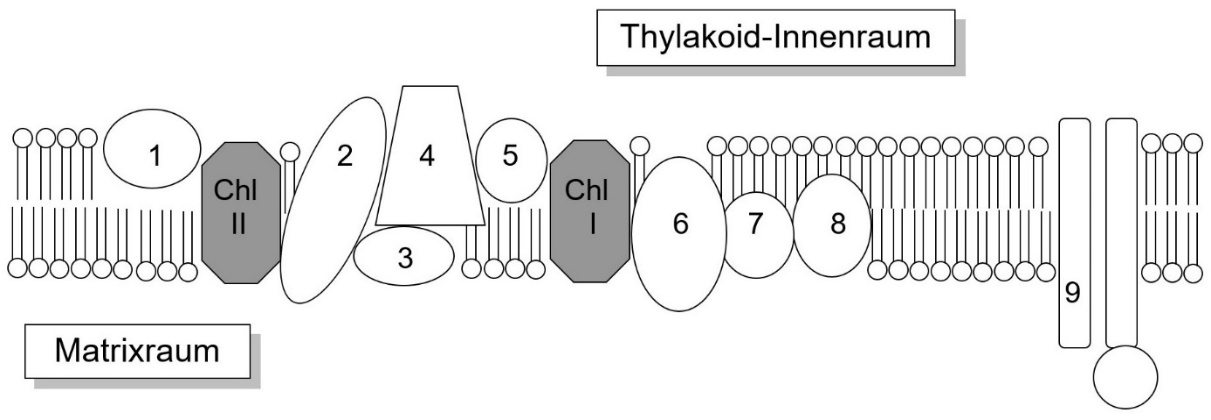 Thylakoid-Innenraum
1
Chl
II
2
4
3
5
Chl
I
6
7
8
9
Matrixraum